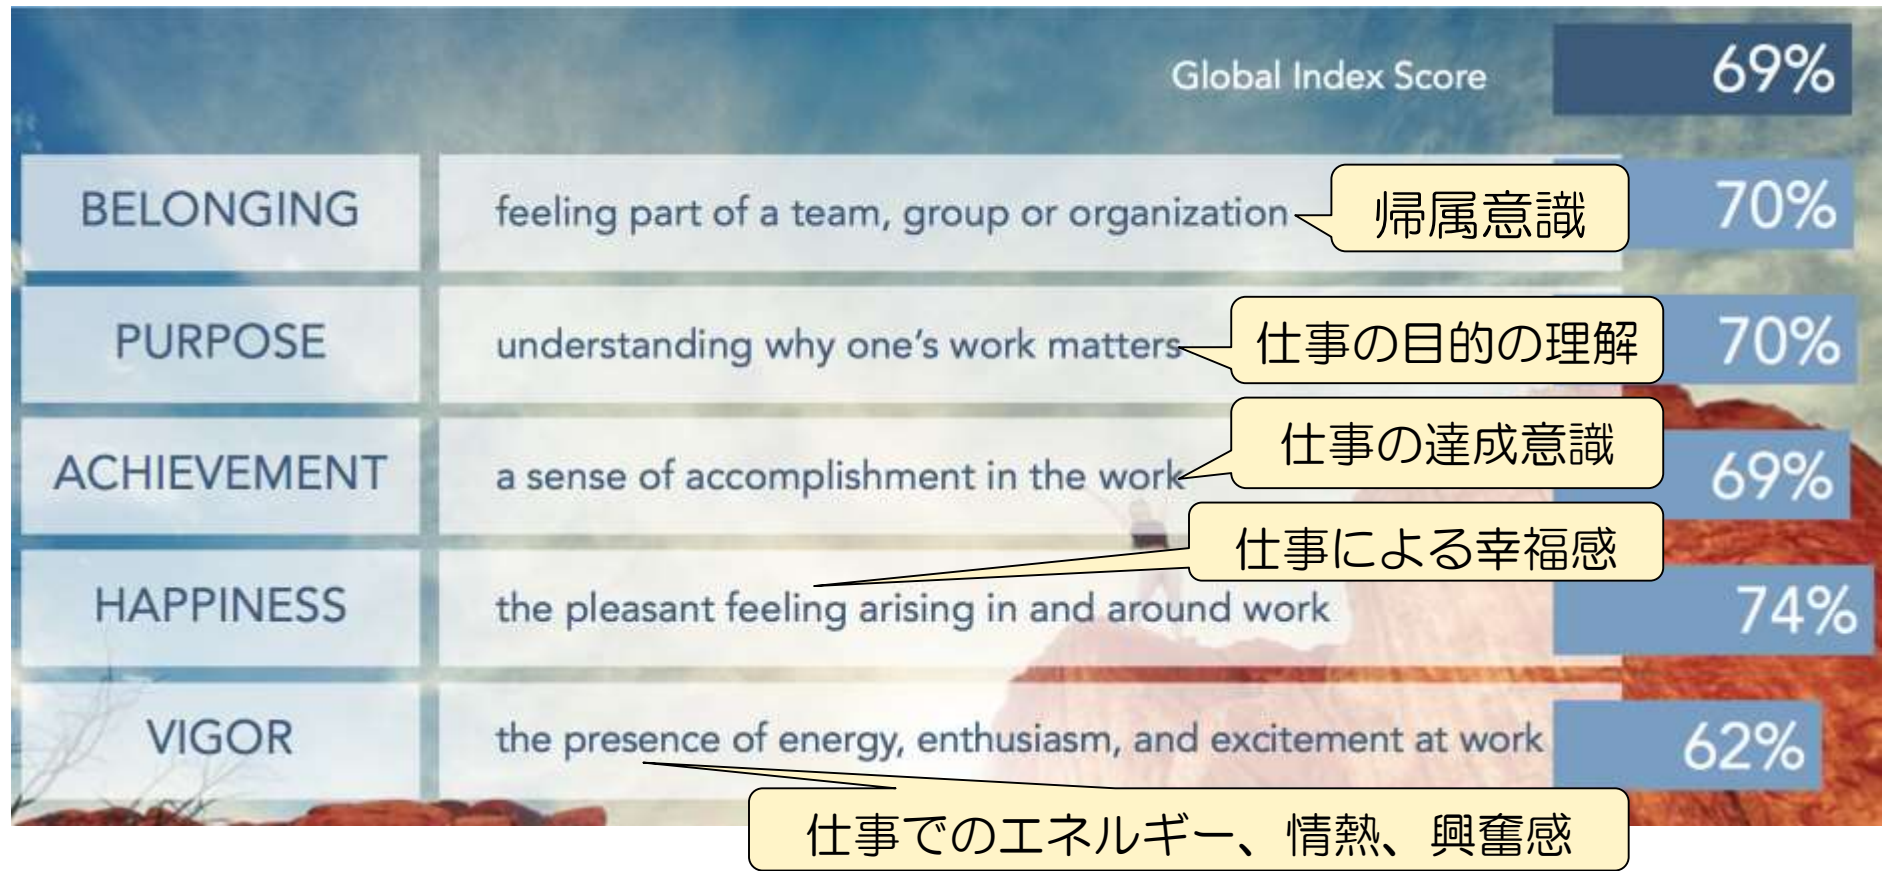 Global Index Score 69%
BELONGING feeling part of a team, group or organization 帰属意識 70%
PURPOSE understanding why one's work matters 仕事の目的の理解 70%
ACHIEVEMENT a sense of accomplishment in the work 仕事の達成意識 69%
仕事による幸福感
HAPPINESS the pleasant feeling arising in and around work 74%
VIGOR the presence of energy, enthusiasm, and excitement at work 62%
仕事でのエネルギー、情熱、興奮感